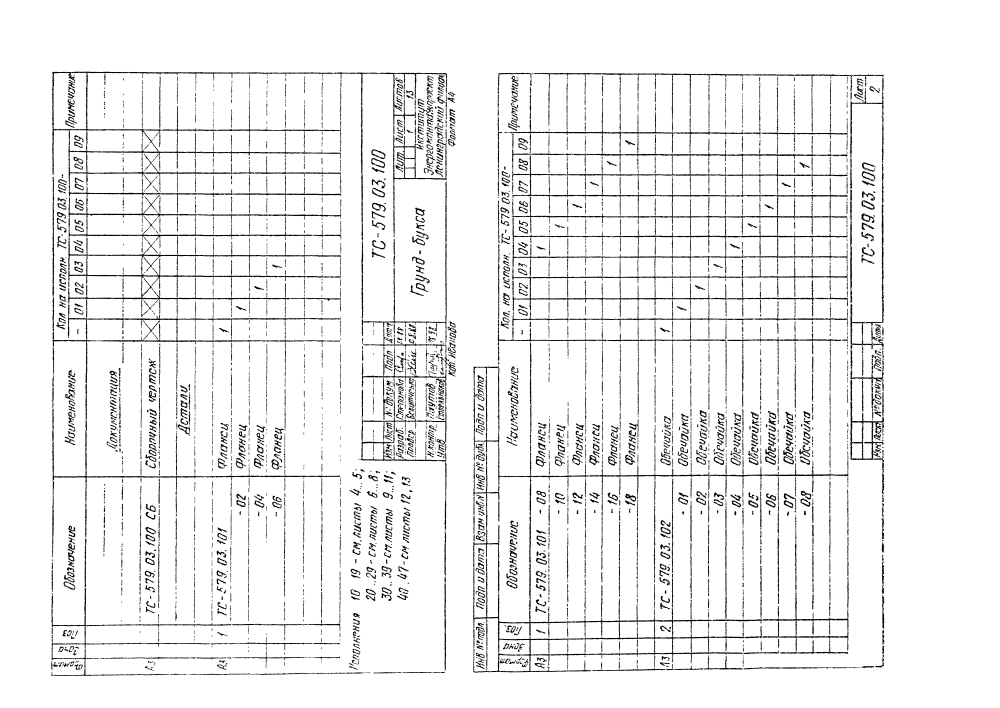 Формат
Зона
Поз
Обозначение
Наименование
Кол. на исполн. ТС-579.03.100-
Примечание
- 01 02 03 04 05 06 07 08 09
Документация
А3 ТС-579.03.100 СБ Сборочный чертеж
Детали
А3 1 ТС-579.03.101 Фланец 1
-02 Фланец 1
-04 Фланец 1
-06 Фланец 1
Исполнения 10 19 - см. листы 4..5;
20..29 - см. листы 6..8;
30..39 - см. листы 9...11;
40..47 - см листы 12,13
ТС-579.03.100
Изм Лист № докум. Подп Дата
Разраб. Степанова
Провер.
Н.контр. Паутов
Утв.
Грунд-букса
Лит. Лист Листов
1 13
Институт
Энергомонтажпроект
Ленинградский филиал
Коп. Иванова
Формат А4
Инв № подл. Подп и дата Взам инв. № Инв № дубл. Подп и дата
Формат
Зона
Поз.
Обозначение
Наименование
Кол. на исполн. ТС-579.03.100-
Примечание
- 01 02 03 04 05 06 07 08 09
А3 1 ТС-579.03.101 -08 Фланец 1
-10 Фланец 1
-12 Фланец 1
-14 Фланец 1
-16 Фланец 1
-18 Фланец 1
А3 2 ТС-579.03.102 Обечайка 1
-01 Обечайка 1
-02 Обечайка 1
-03 Обечайка 1
-04 Обечайка 1
-05 Обечайка 1
-06 Обечайка 1
-07 Обечайка 1
-08 Обечайка 1
Изм Лист № докум. Подп. Дата
ТС-579.03.100
Лист
2